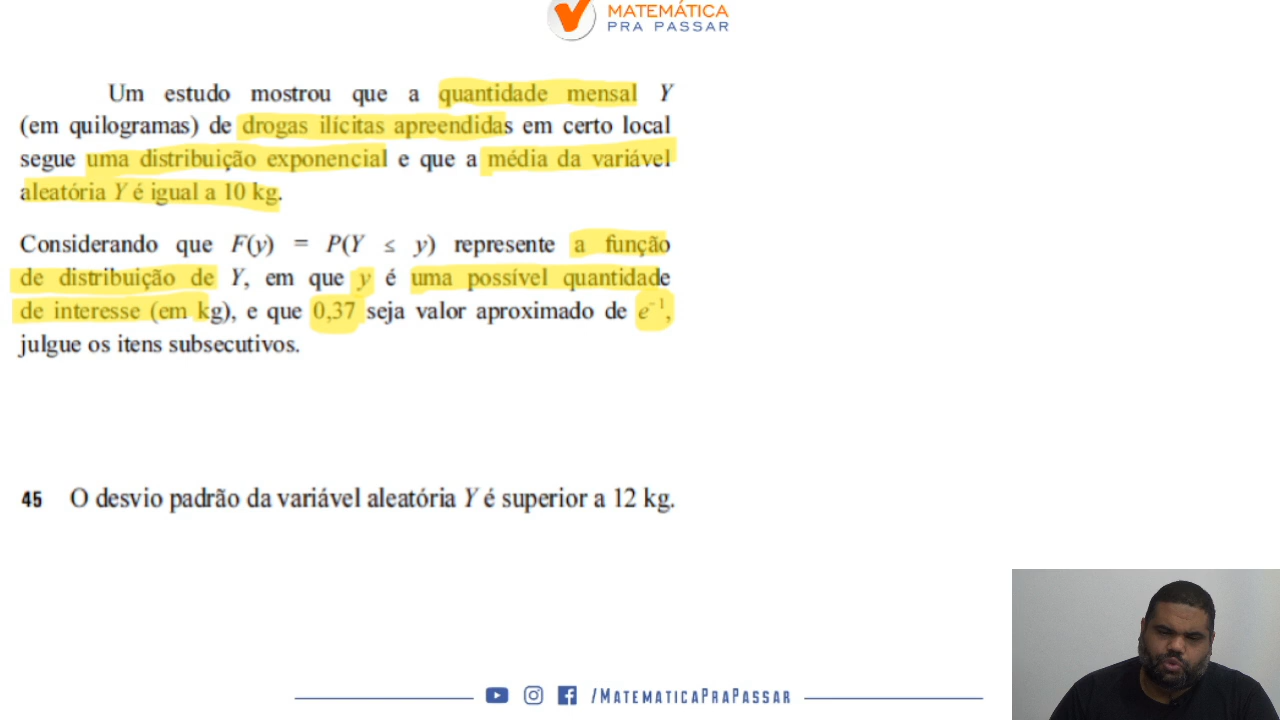 MATEMÁTICA
PRA PASSAR
Um estudo mostrou que a quantidade mensal Y
(em quilogramas) de drogas ilícitas apreendidas em certo local
segue uma distribuição exponencial e que a média da variável
aleatória Y é igual a 10 kg.
Considerando que F(y) = P(Y ≤ y) represente a função
de distribuição de Y, em que y é uma possível quantidade
de interesse (em kg), e que 0,37 seja valor aproximado de e⁻¹,
julgue os itens subsecutivos.
45 O desvio padrão da variável aleatória Y é superior a 12 kg.
/MATEMATICAPRAPASSAR